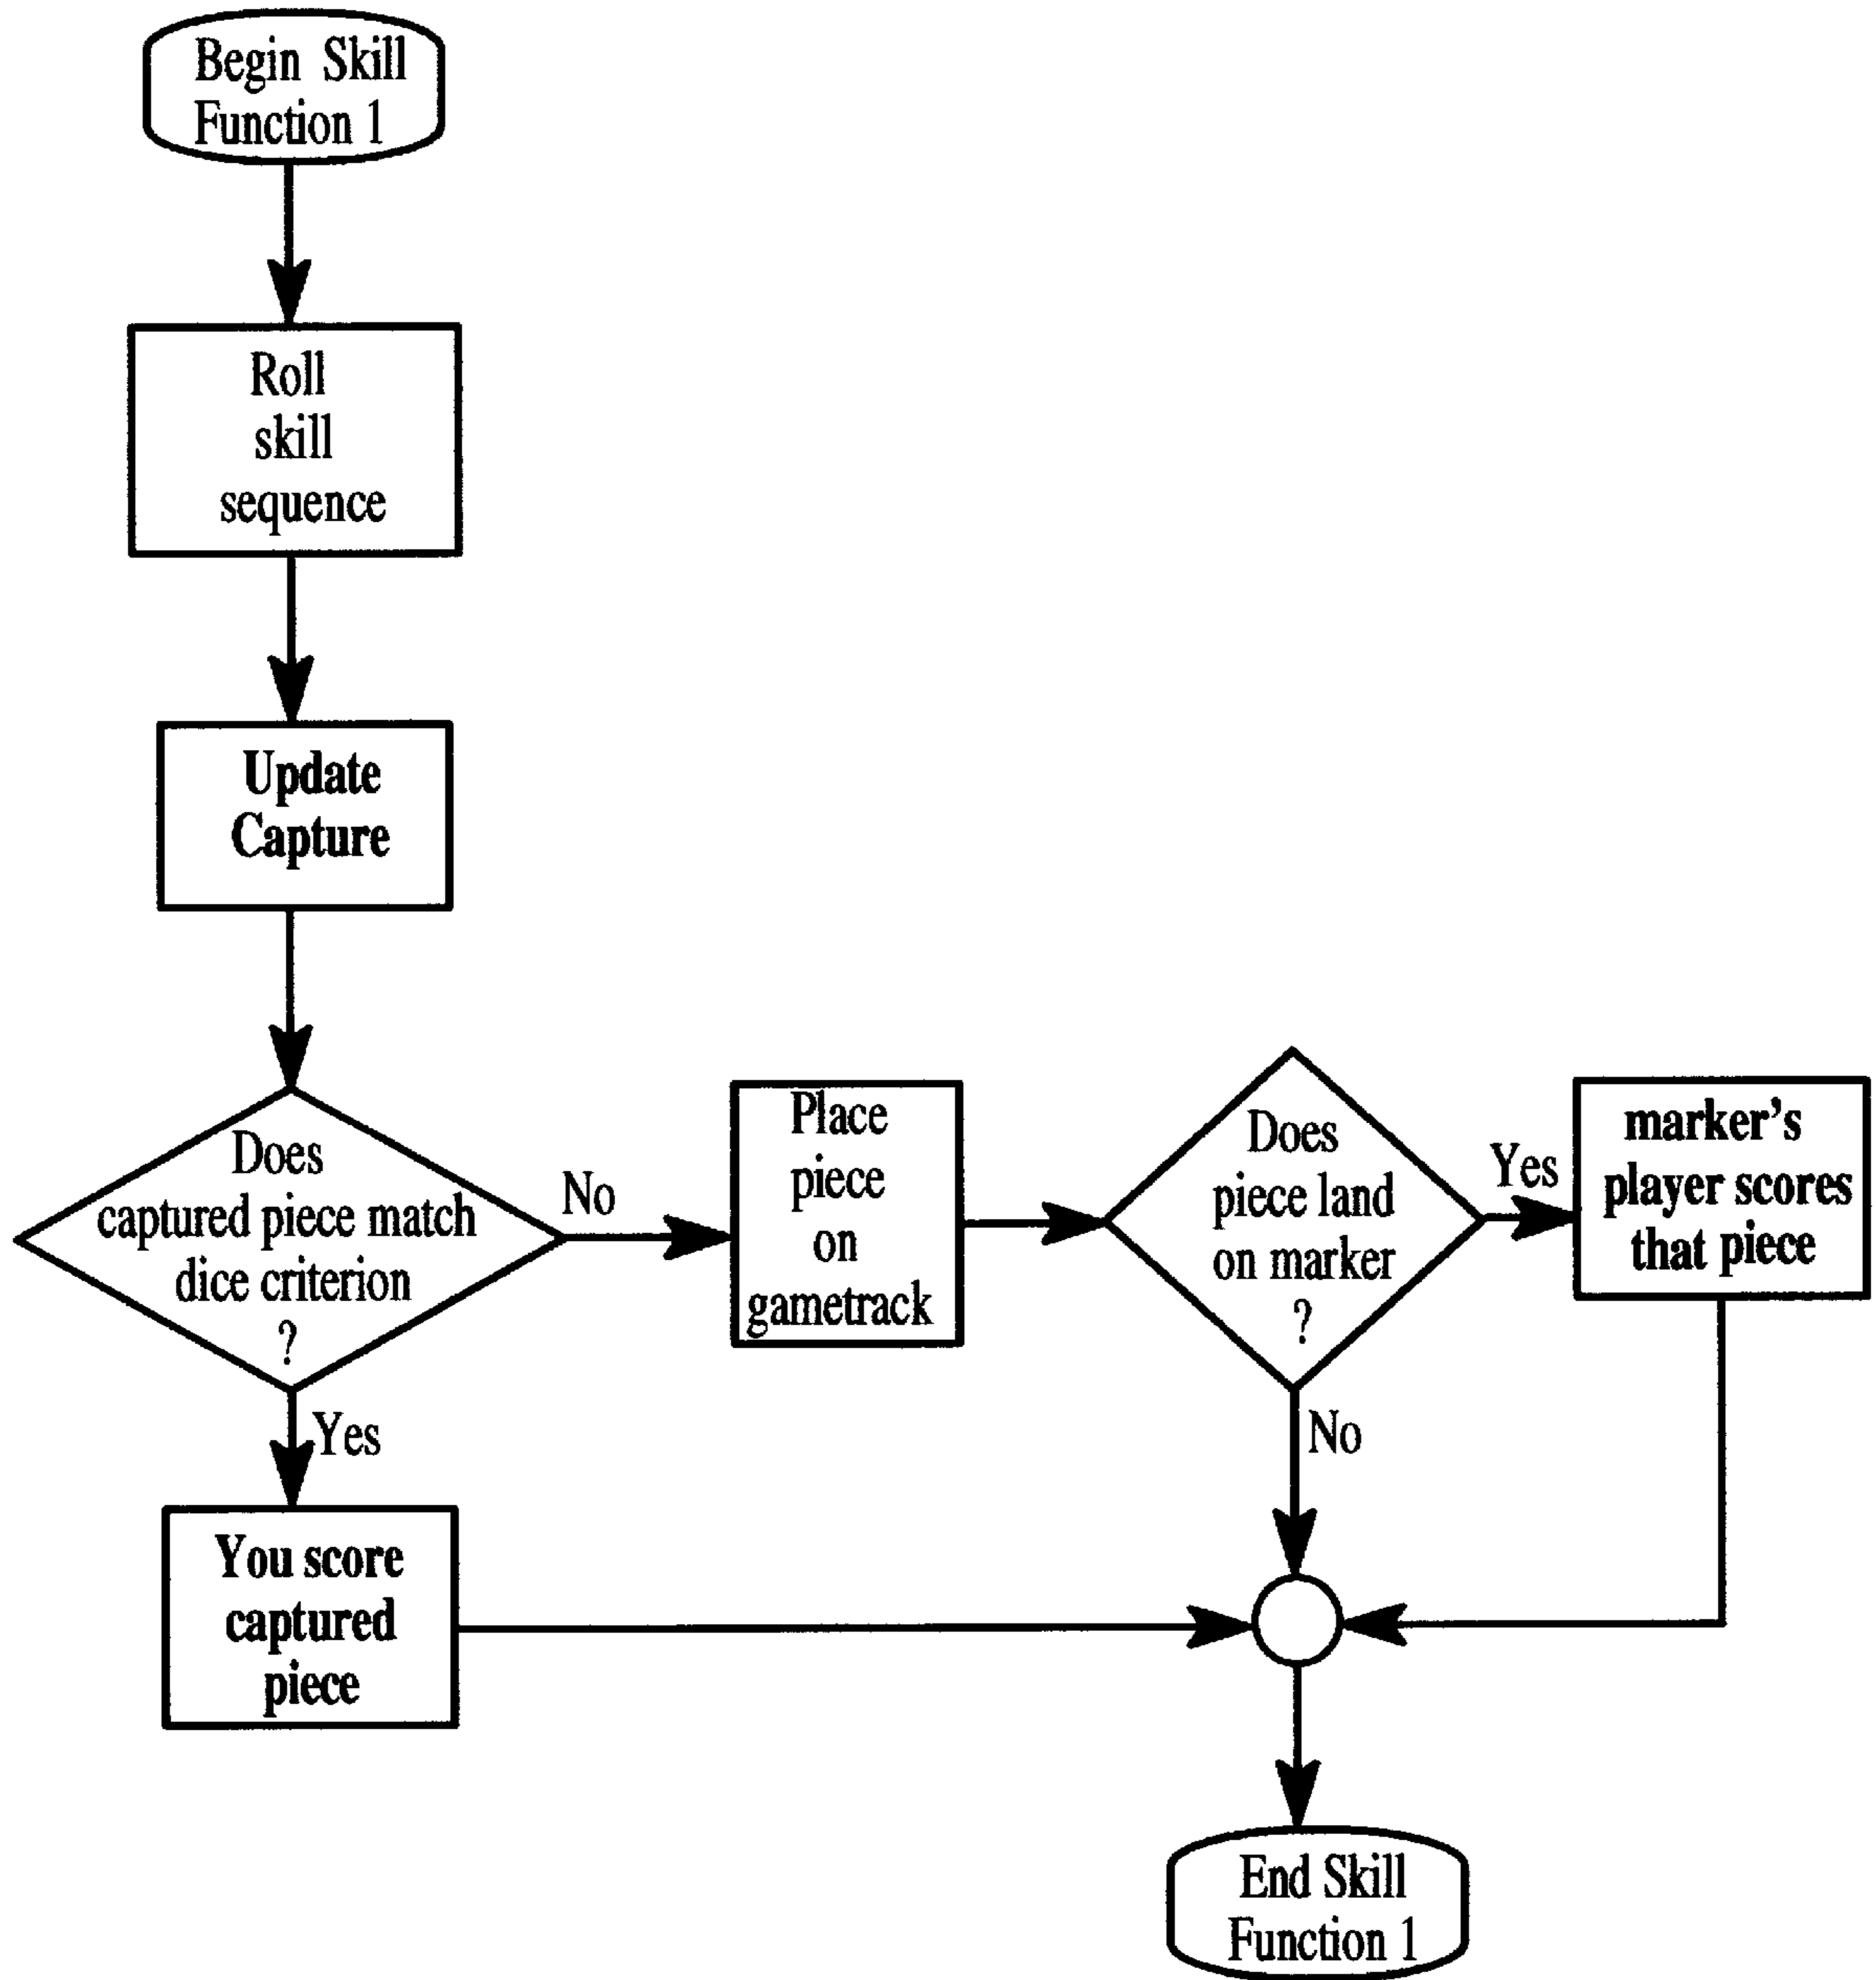 Begin Skill
Function 1
Roll
skill
sequence
Update
Capture
Does
captured piece match
dice criterion
?
No
Place
piece
on
gametrack
Does
piece land
on marker
?
Yes
marker's
player scores
that piece
Yes
No
You score
captured
piece
End Skill
Function 1